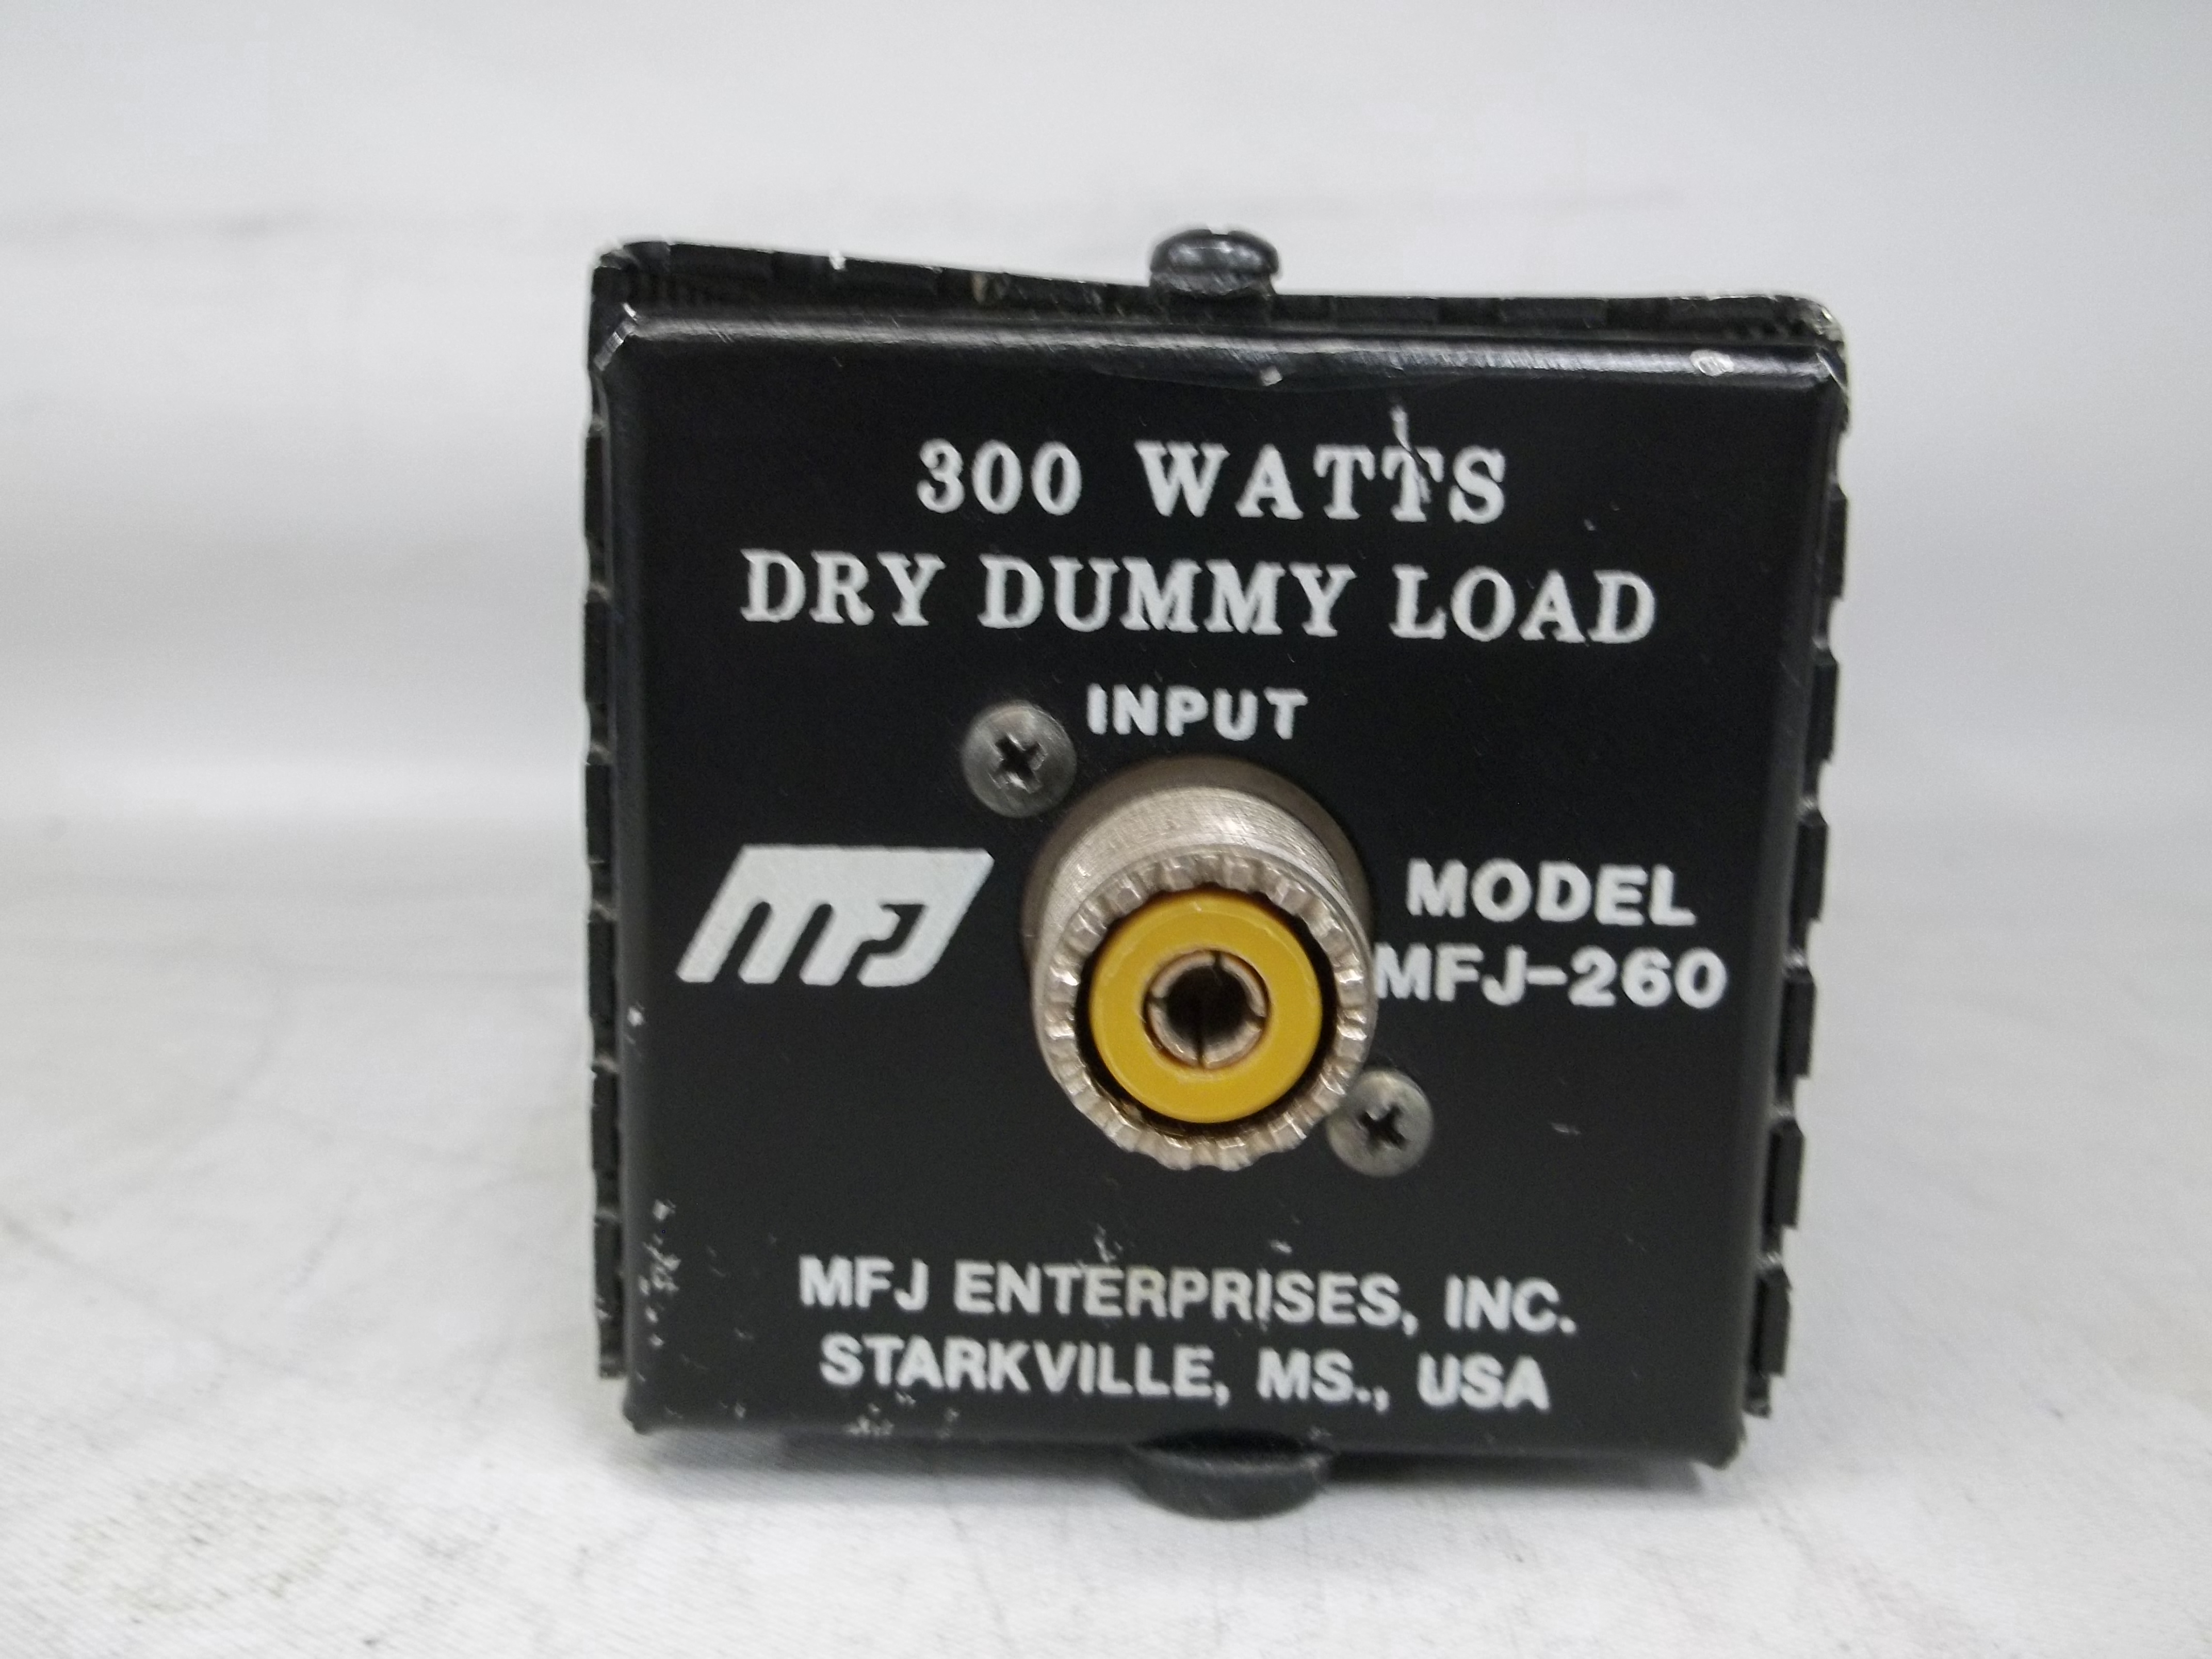 300 WATTS
DRY DUMMY LOAD
INPUT
MFJ
MODEL
MFJ-260
MFJ ENTERPRISES, INC.
STARKVILLE, MS., USA